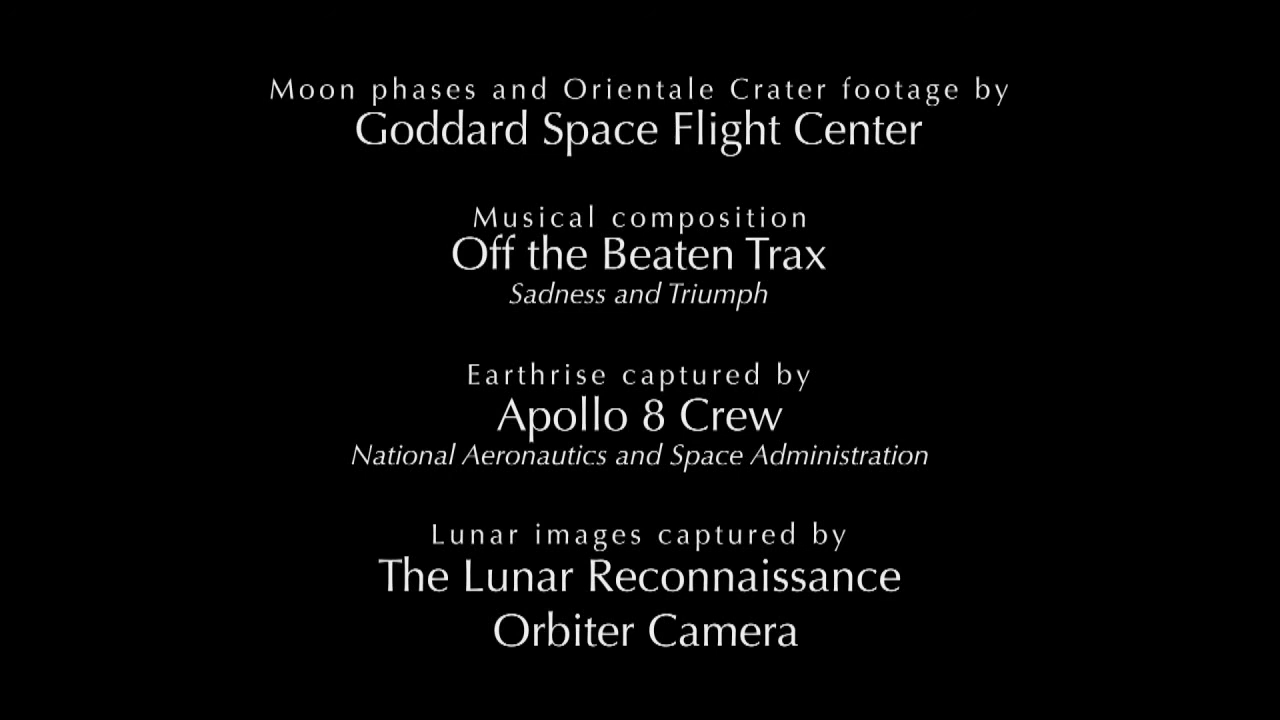 Moon phases and Orientale Crater footage by
Goddard Space Flight Center
Musical composition
Off the Beaten Trax
Sadness and Triumph
Earthrise captured by
Apollo 8 Crew
National Aeronautics and Space Administration
Lunar images captured by
The Lunar Reconnaissance
Orbiter Camera